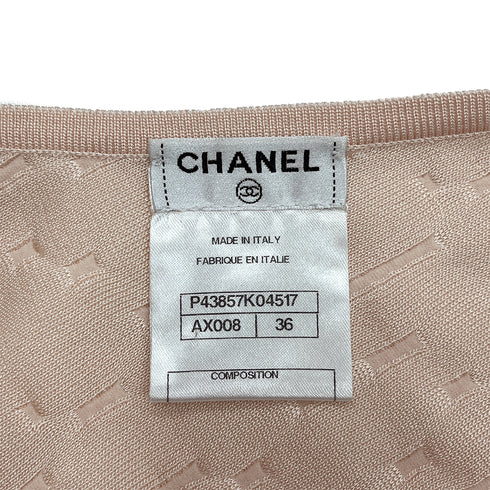 CHANEL
MADE IN ITALY
FABRIQUE EN ITALIE
P43857K04517
AX008 36
COMPOSITION